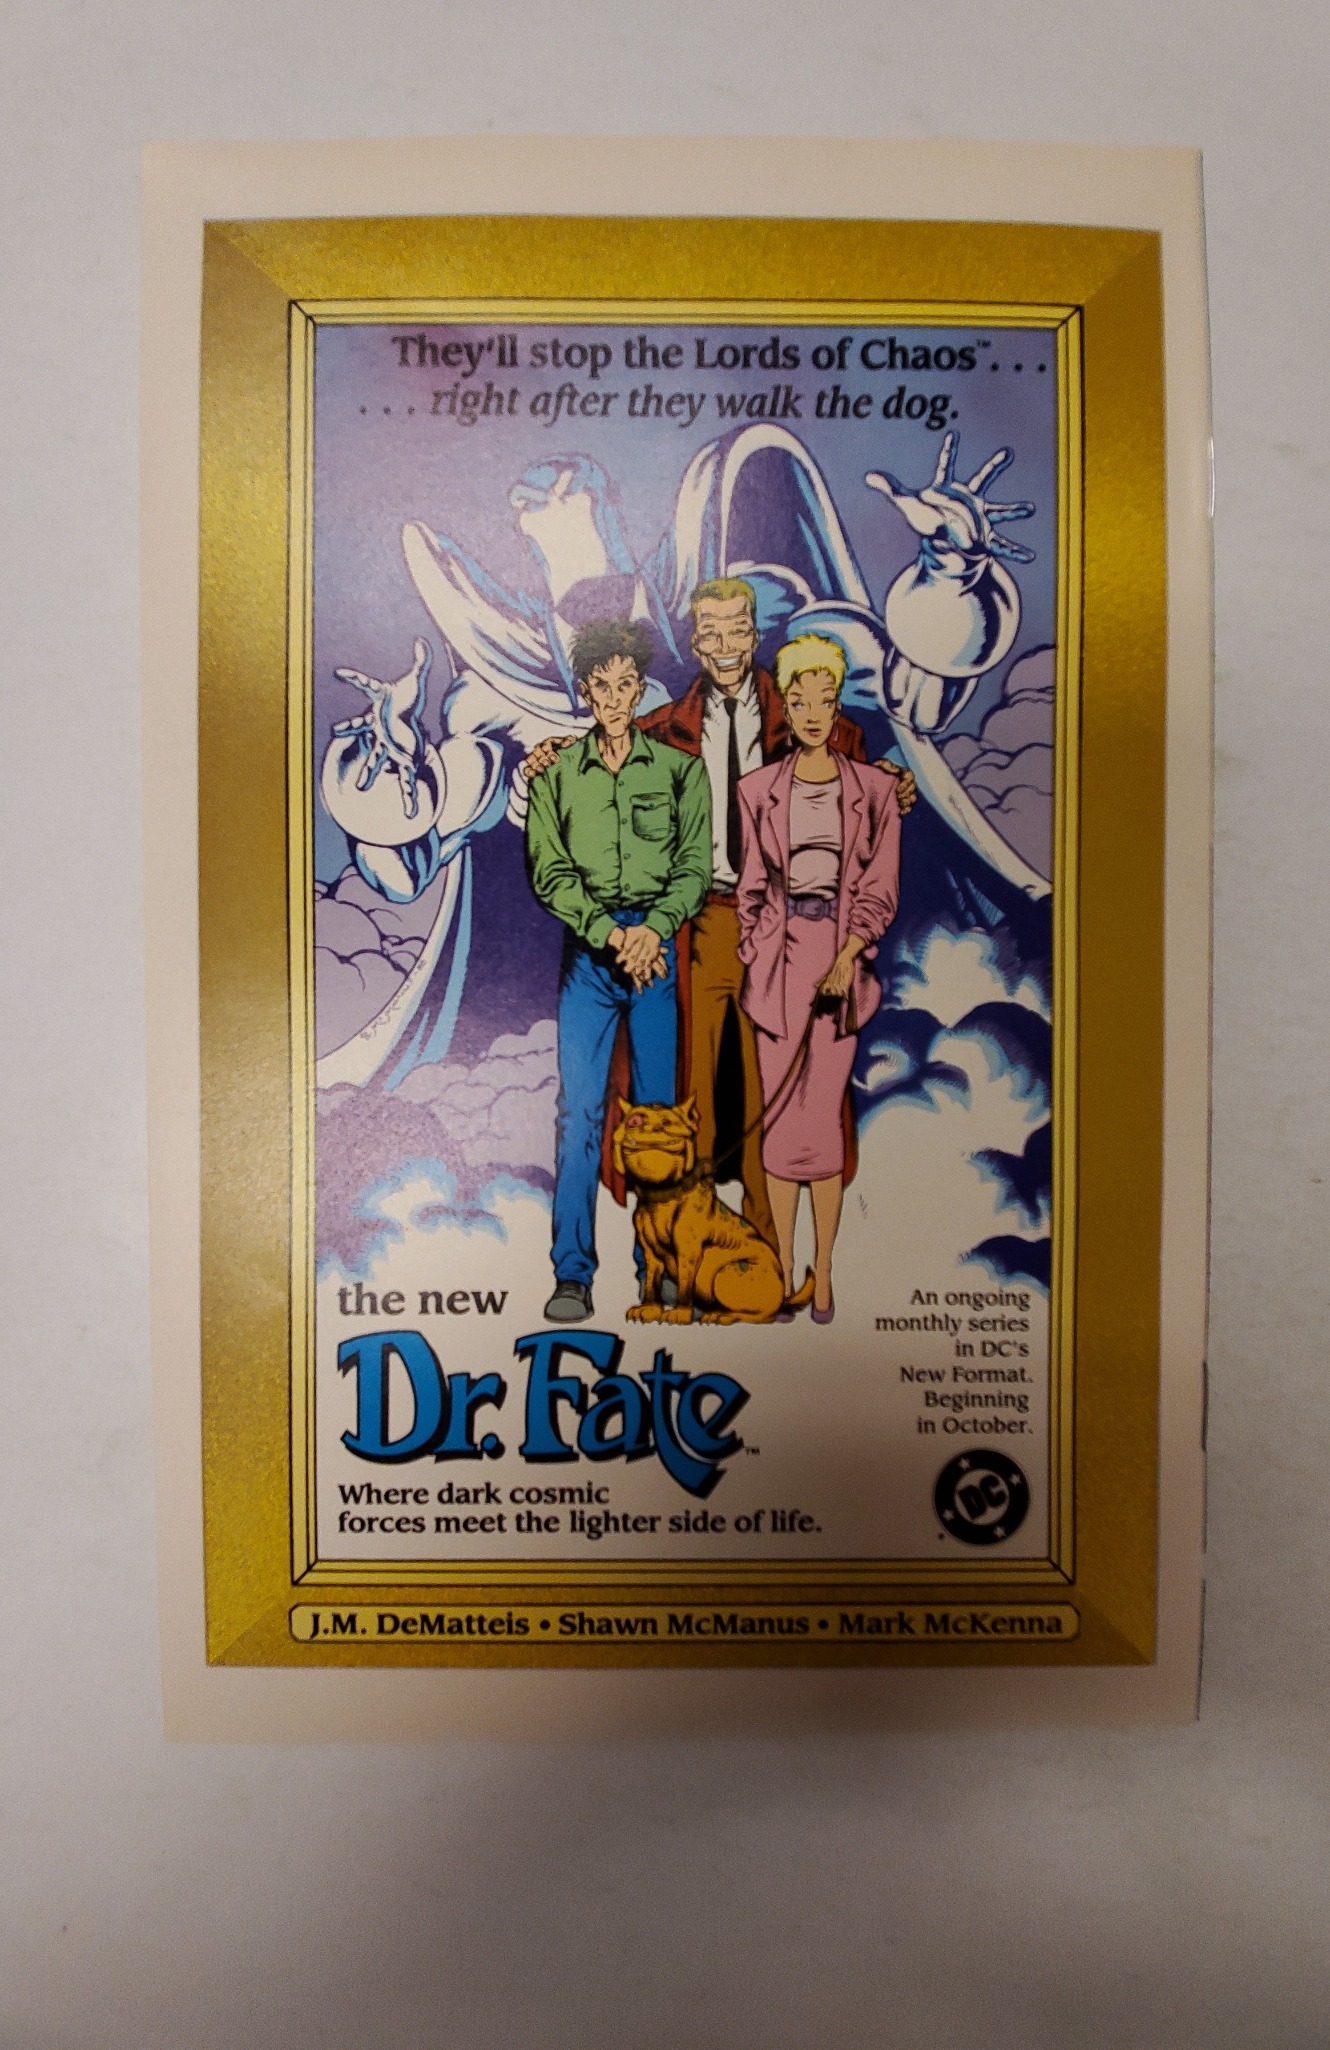 They'll stop the Lords of Chaos™...
...right after they walk the dog.
the new
Dr. Fate™
Where dark cosmic
forces meet the lighter side of life.
An ongoing
monthly series
in DC's
New Format.
Beginning
in October.
DC
J.M. DeMatteis • Shawn McManus • Mark McKenna